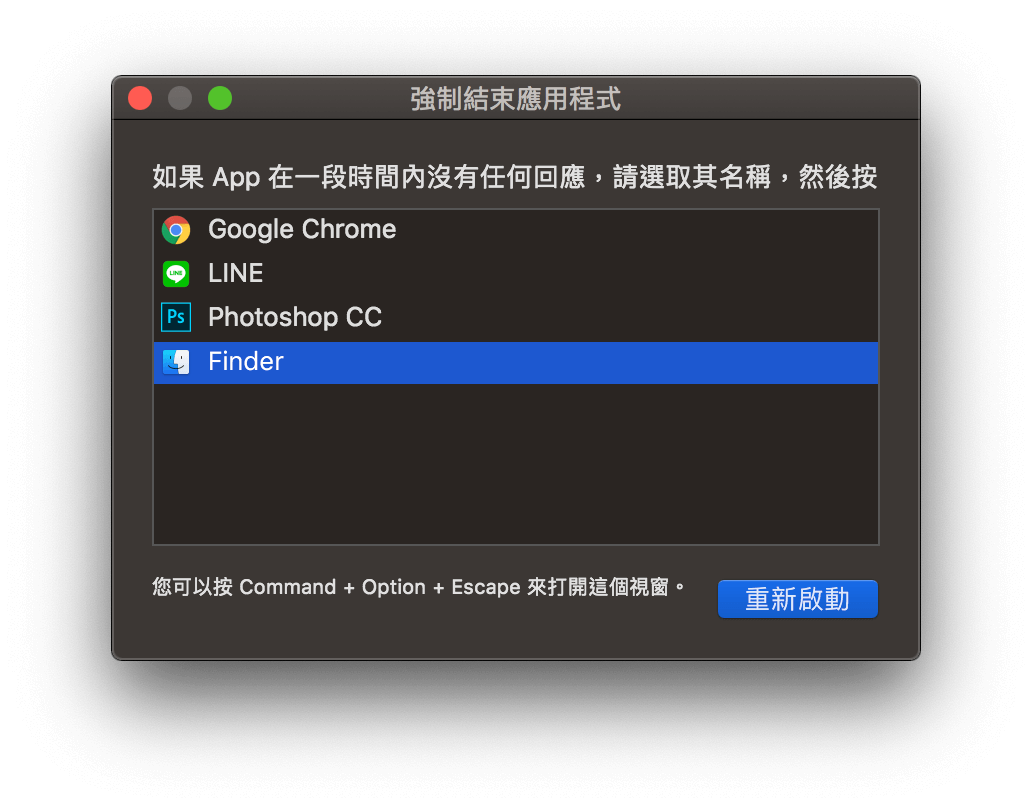 強制結束應用程式
如果 App 在一段時間內沒有任何回應，請選取其名稱，然後按
Google Chrome
LINE
LINE
Ps
Photoshop CC
Finder
您可以按 Command + Option + Escape 來打開這個視窗。
重新啟動